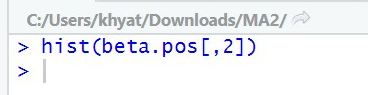 C:/Users/khyat/Downloads/MA2/
> hist(beta.pos[,2])
>